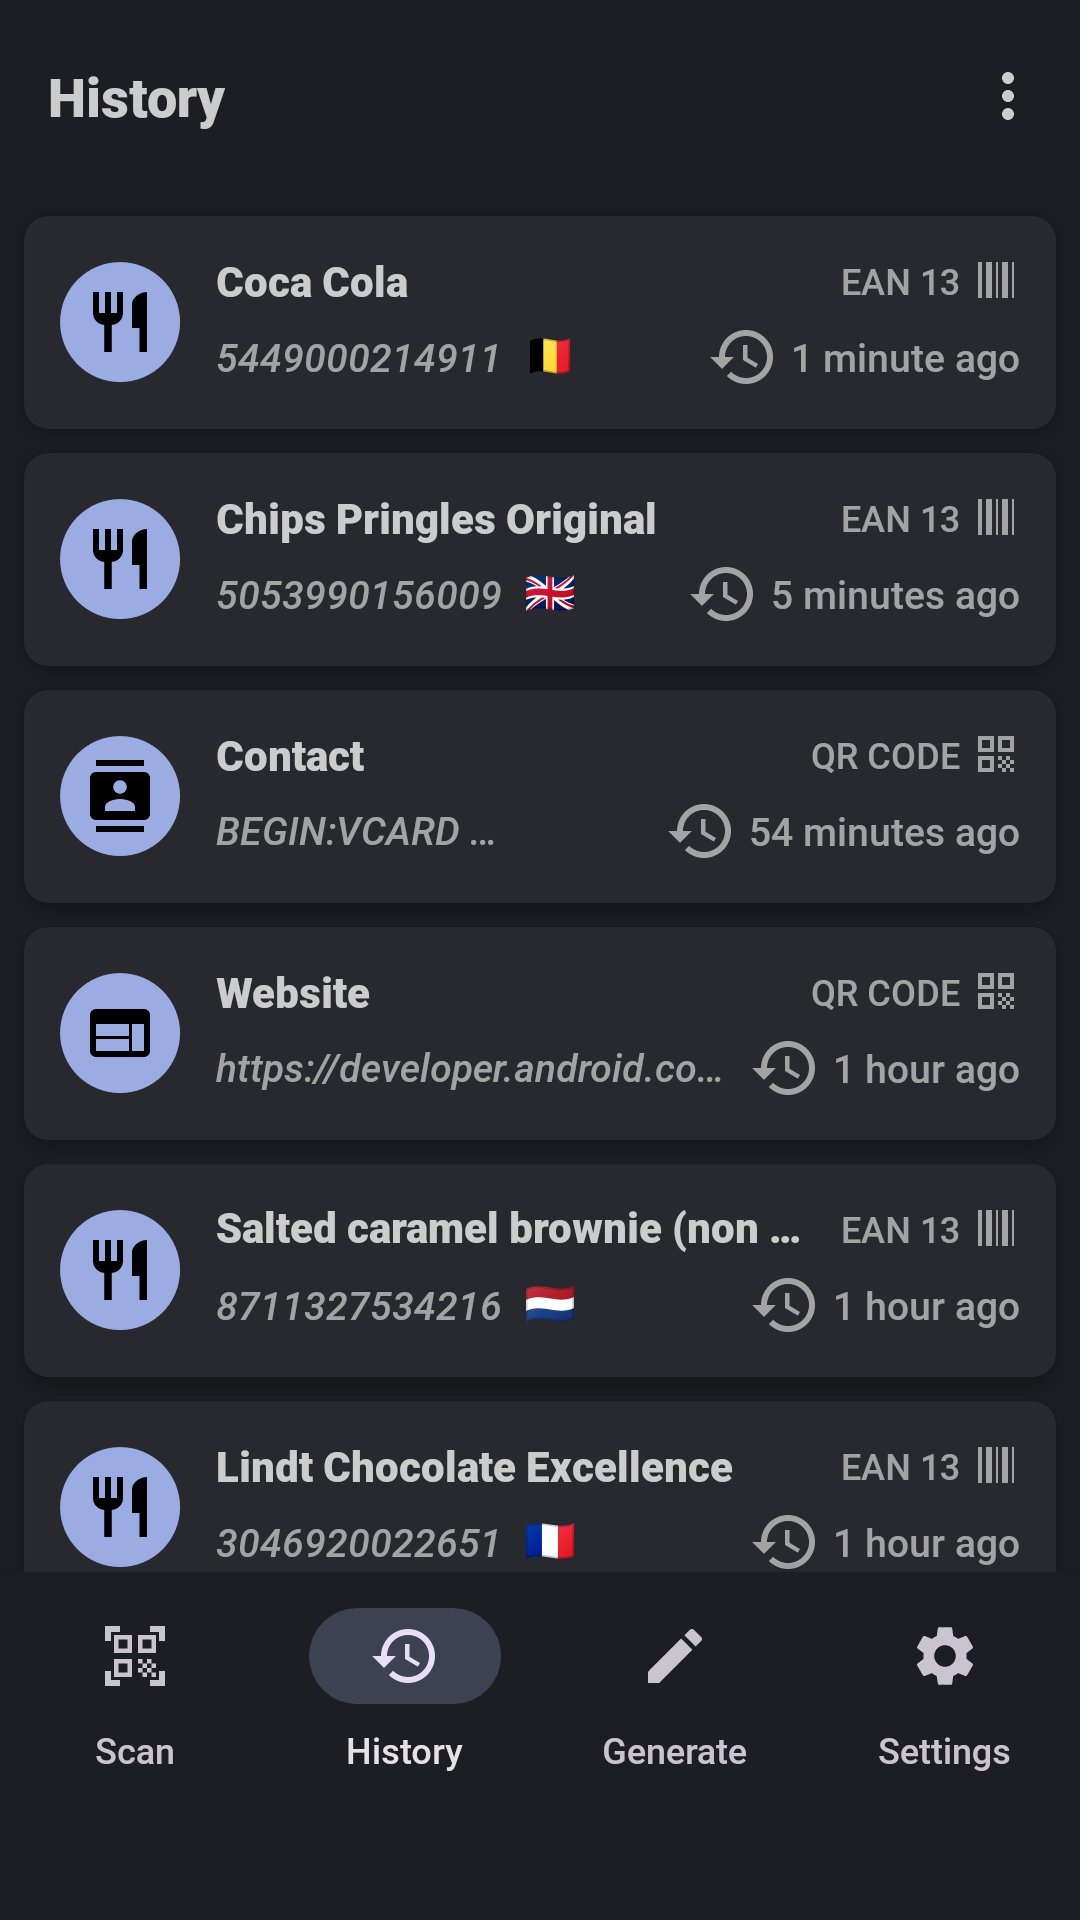 History
Coca Cola
EAN 13
5449000214911
1 minute ago
Chips Pringles Original
EAN 13
5053990156009
5 minutes ago
Contact
QR CODE
BEGIN:VCARD ...
54 minutes ago
Website
QR CODE
https://developer.android.co...
1 hour ago
Salted caramel brownie (non ...
EAN 13
8711327534216
1 hour ago
Lindt Chocolate Excellence
EAN 13
3046920022651
1 hour ago
Scan
History
Generate
Settings